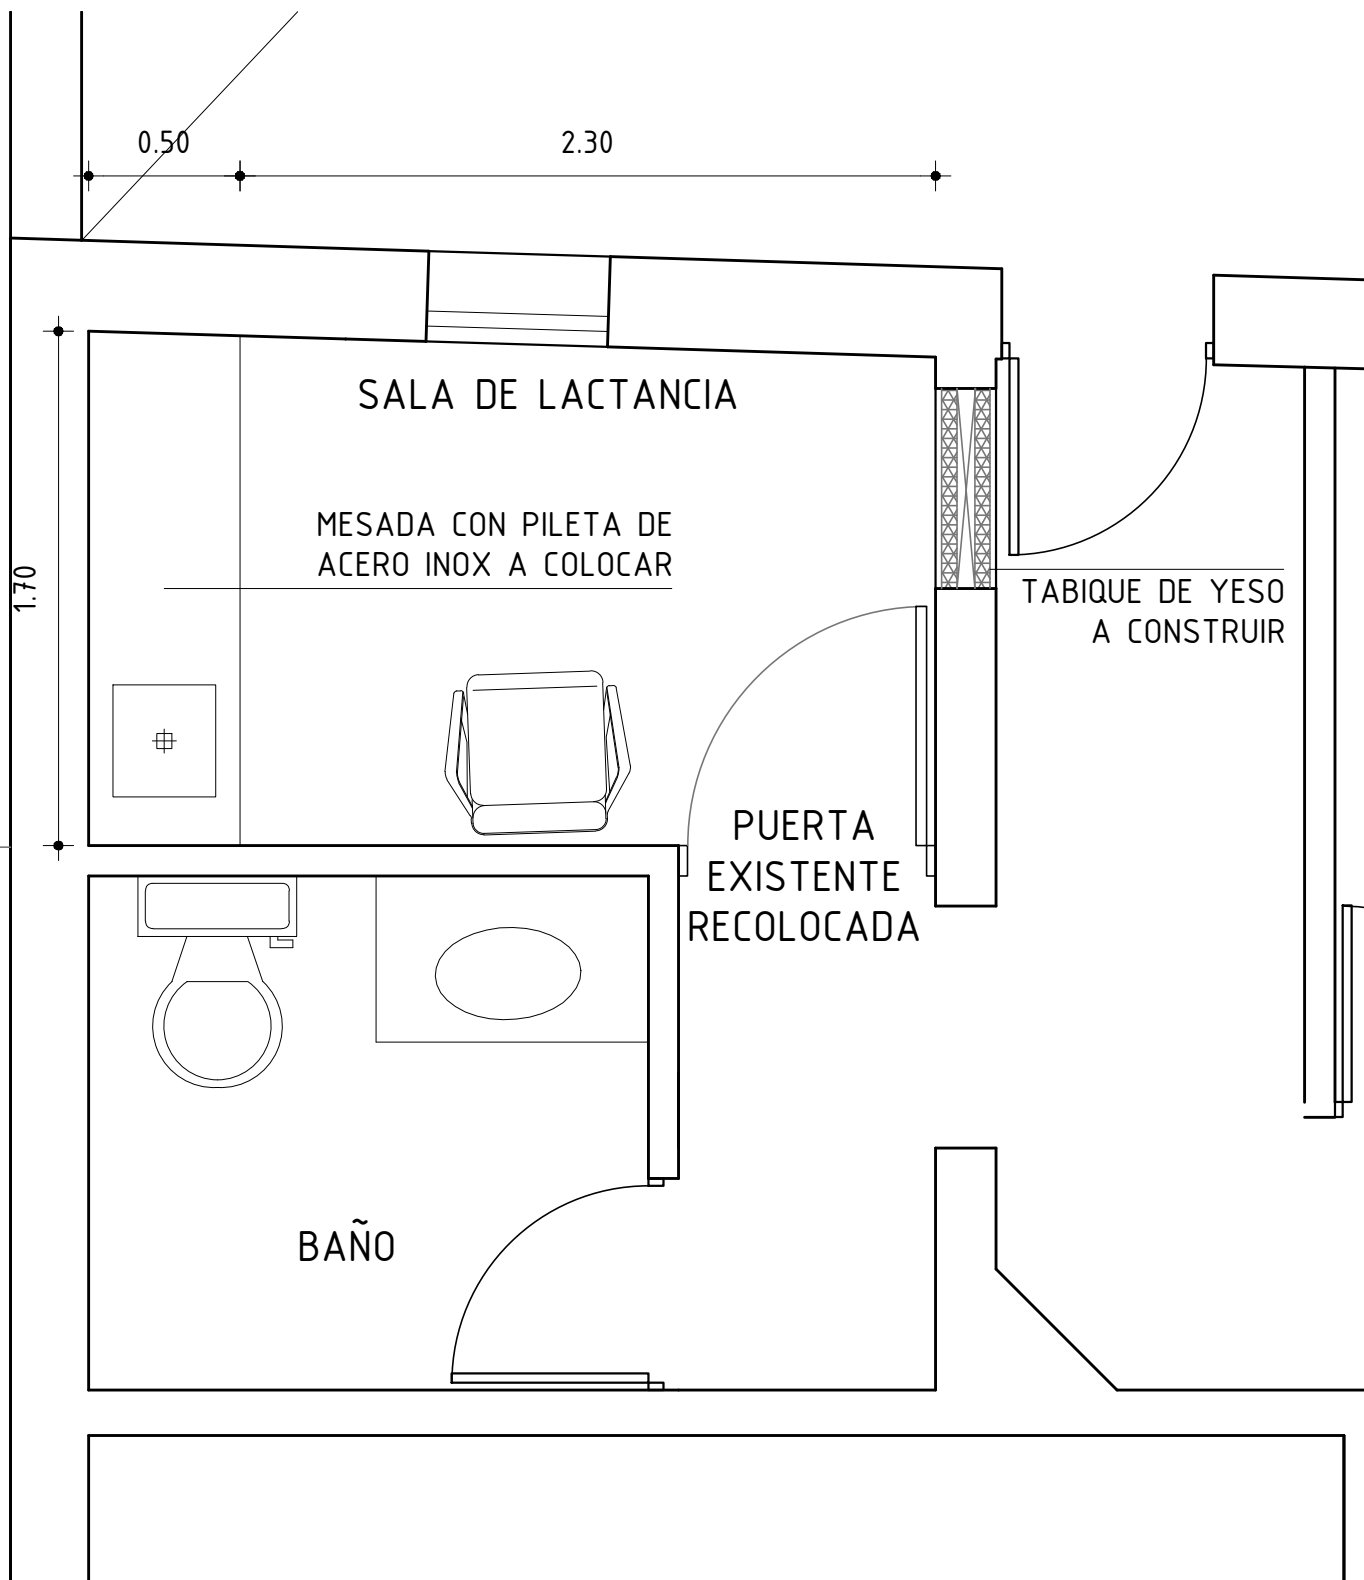 0.50
2.30
SALA DE LACTANCIA
MESADA CON PILETA DE
ACERO INOX A COLOCAR
1.70
TABIQUE DE YESO
A CONSTRUIR
PUERTA
EXISTENTE
RECOLOCADA
BAÑO